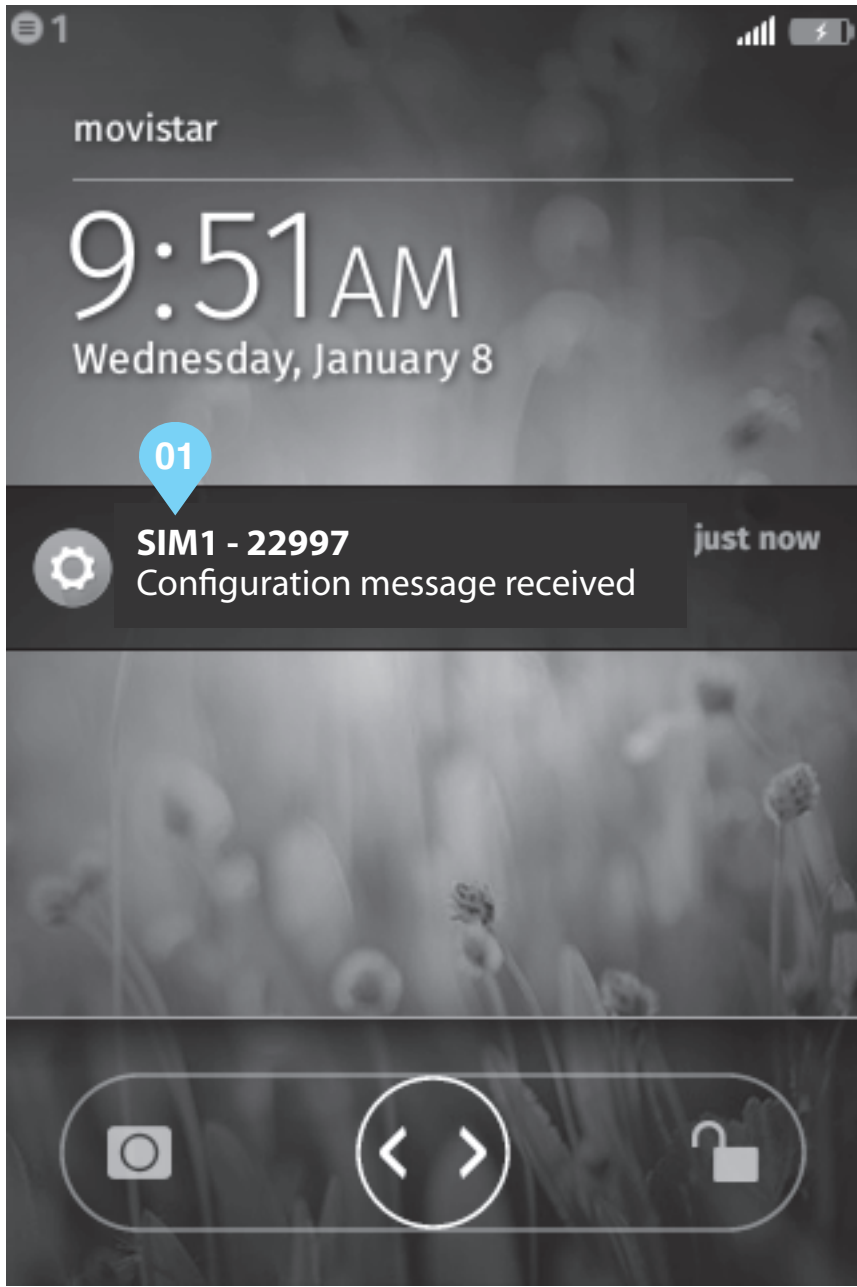 1
movistar
9:51AM
Wednesday, January 8
01
SIM1 - 22997
just now
Configuration message received